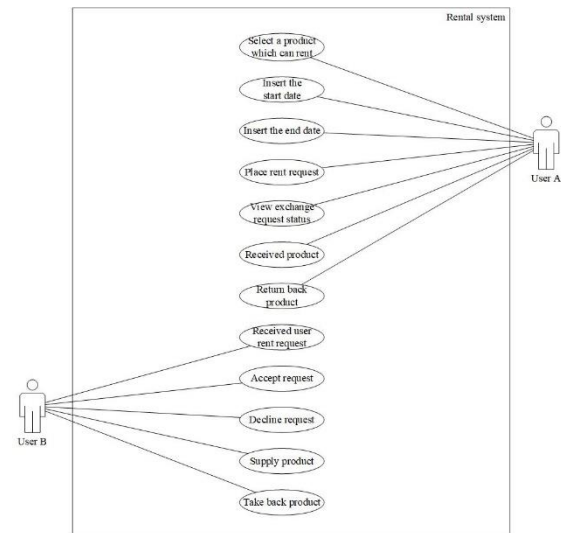 Rental system
Select a product
which can rent
Insert the
start date
Insert the end date
Place rent request
User A
View exchange
request status
Received product
Return back
product
Received user
rent request
Accept request
Decline request
User B
Supply product
Take back product